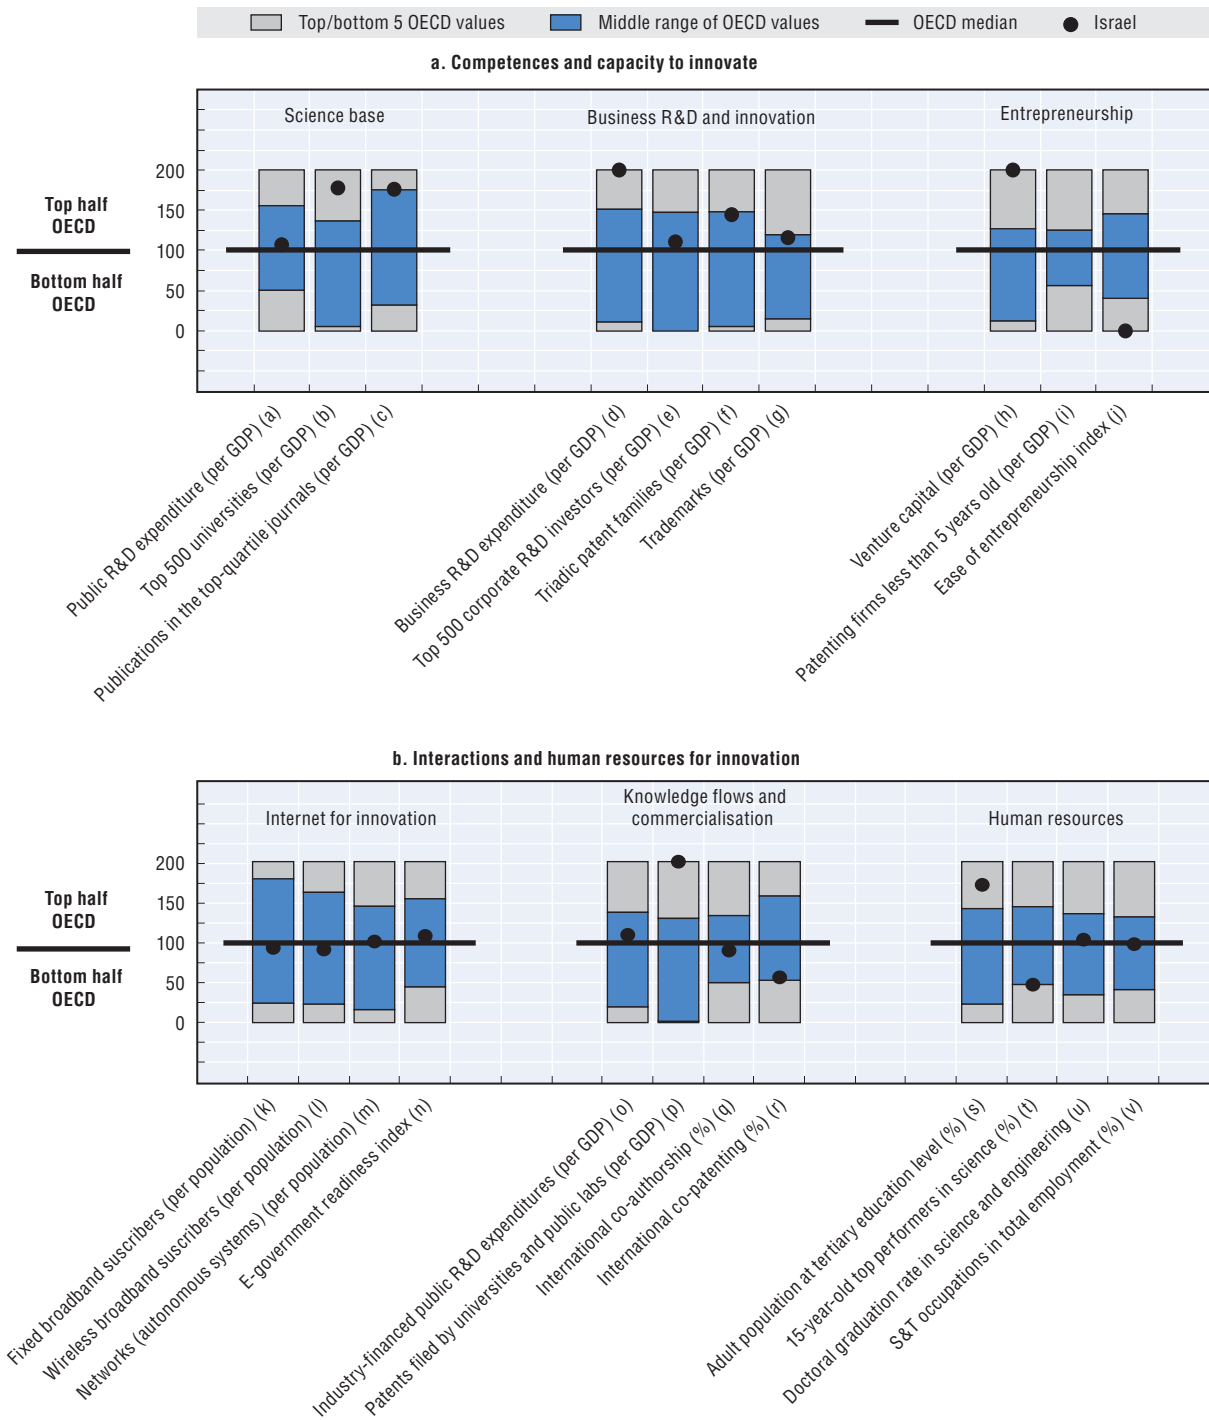 Top/bottom 5 OECD values
Middle range of OECD values
OECD median
Israel
a. Competences and capacity to innovate
Science base
Business R&D and innovation
Entrepreneurship
200
150
100
50
0
Top half
OECD
Bottom half
OECD
Public R&D expenditure (per GDP) (a)
Top 500 universities (per GDP) (b)
Publications in the top-quartile journals (per GDP) (c)
Business R&D expenditure (per GDP) (d)
Top 500 corporate R&D investors (per GDP) (e)
Triadic patent families (per GDP) (f)
Trademarks (per GDP) (g)
Venture capital (per GDP) (h)
Patenting firms less than 5 years old (per GDP) (i)
Ease of entrepreneurship index (j)
b. Interactions and human resources for innovation
Internet for innovation
Knowledge flows and
commercialisation
Human resources
200
150
100
50
0
Top half
OECD
Bottom half
OECD
Fixed broadband suscribers (per population) (k)
Wireless broadband suscribers (per population) (l)
Networks (autonomous systems) (per population) (m)
E-government readiness index (n)
Industry-financed public R&D expenditures (per GDP) (o)
Patents filed by universities and public labs (per GDP) (p)
International co-authorship (%) (q)
International co-patenting (%) (r)
Adult population at tertiary education level (%) (s)
15-year-old top performers in science (%) (t)
Doctoral graduation rate in science and engineering (u)
S&T occupations in total employment (%) (v)